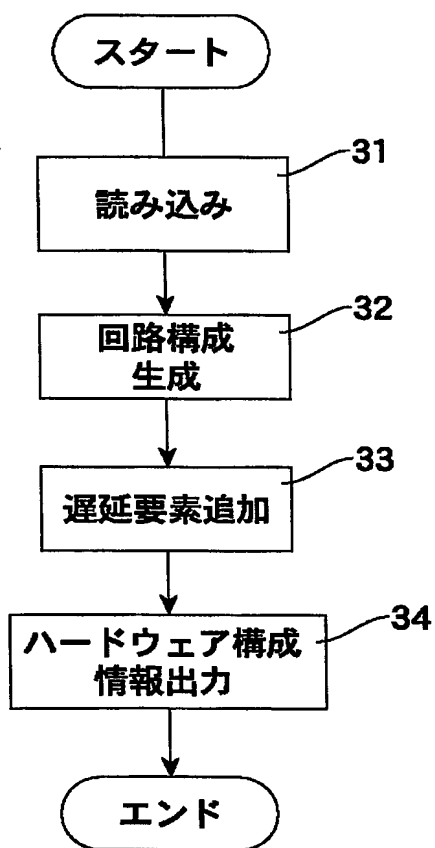 スタート
31
読み込み
32
回路構成
生成
33
遅延要素追加
34
ハードウェア構成
情報出力
エンド